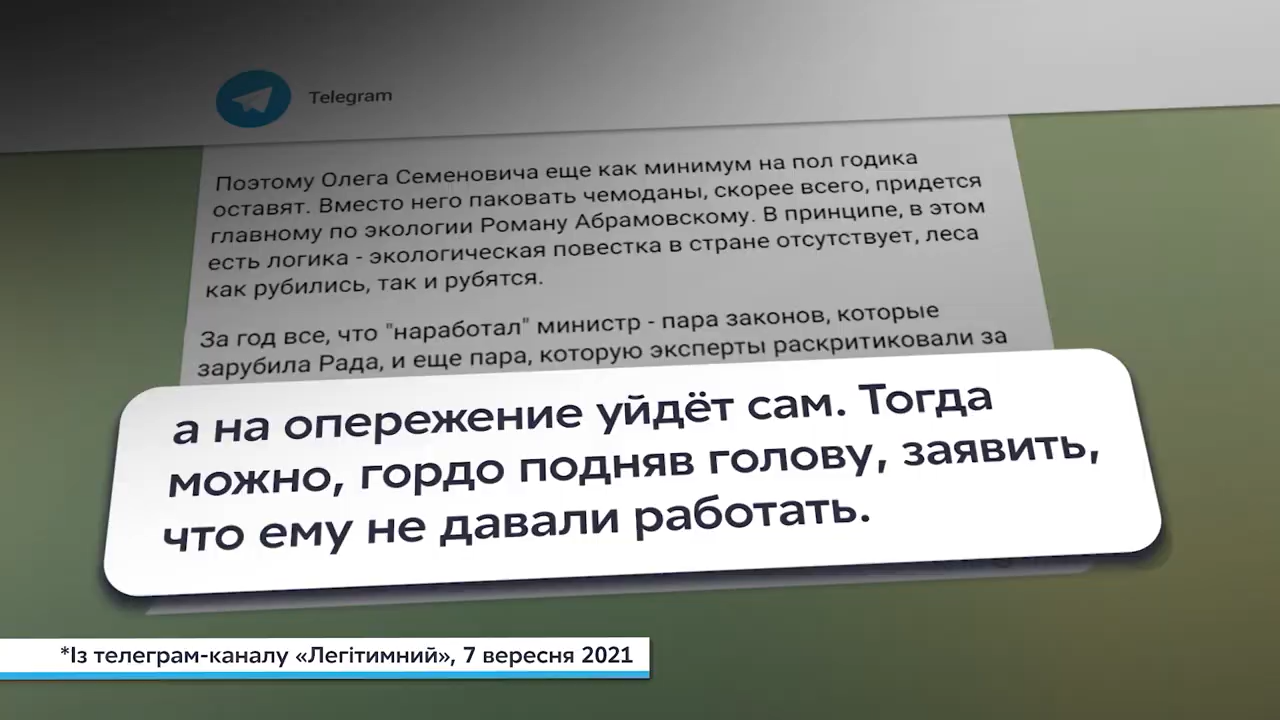 Telegram
Поэтому Олега Семеновича еще как минимум на пол годика
оставят. Вместо него паковать чемоданы, скорее всего, придется
главному по экологии Роману Абрамовскому. В принципе, в этом
есть логика - экологическая повестка в стране отсутствует, леса
как рубились, так и рубятся.
За год все, что "наработал" министр - пара законов, которые
зарубила Рада, и еще пара, которую эксперты раскритиковали за
а на опережение уйдёт сам. Тогда
можно, гордо подняв голову, заявить,
что ему не давали работать.
*Із телеграм-каналу «Легітимний», 7 вересня 2021